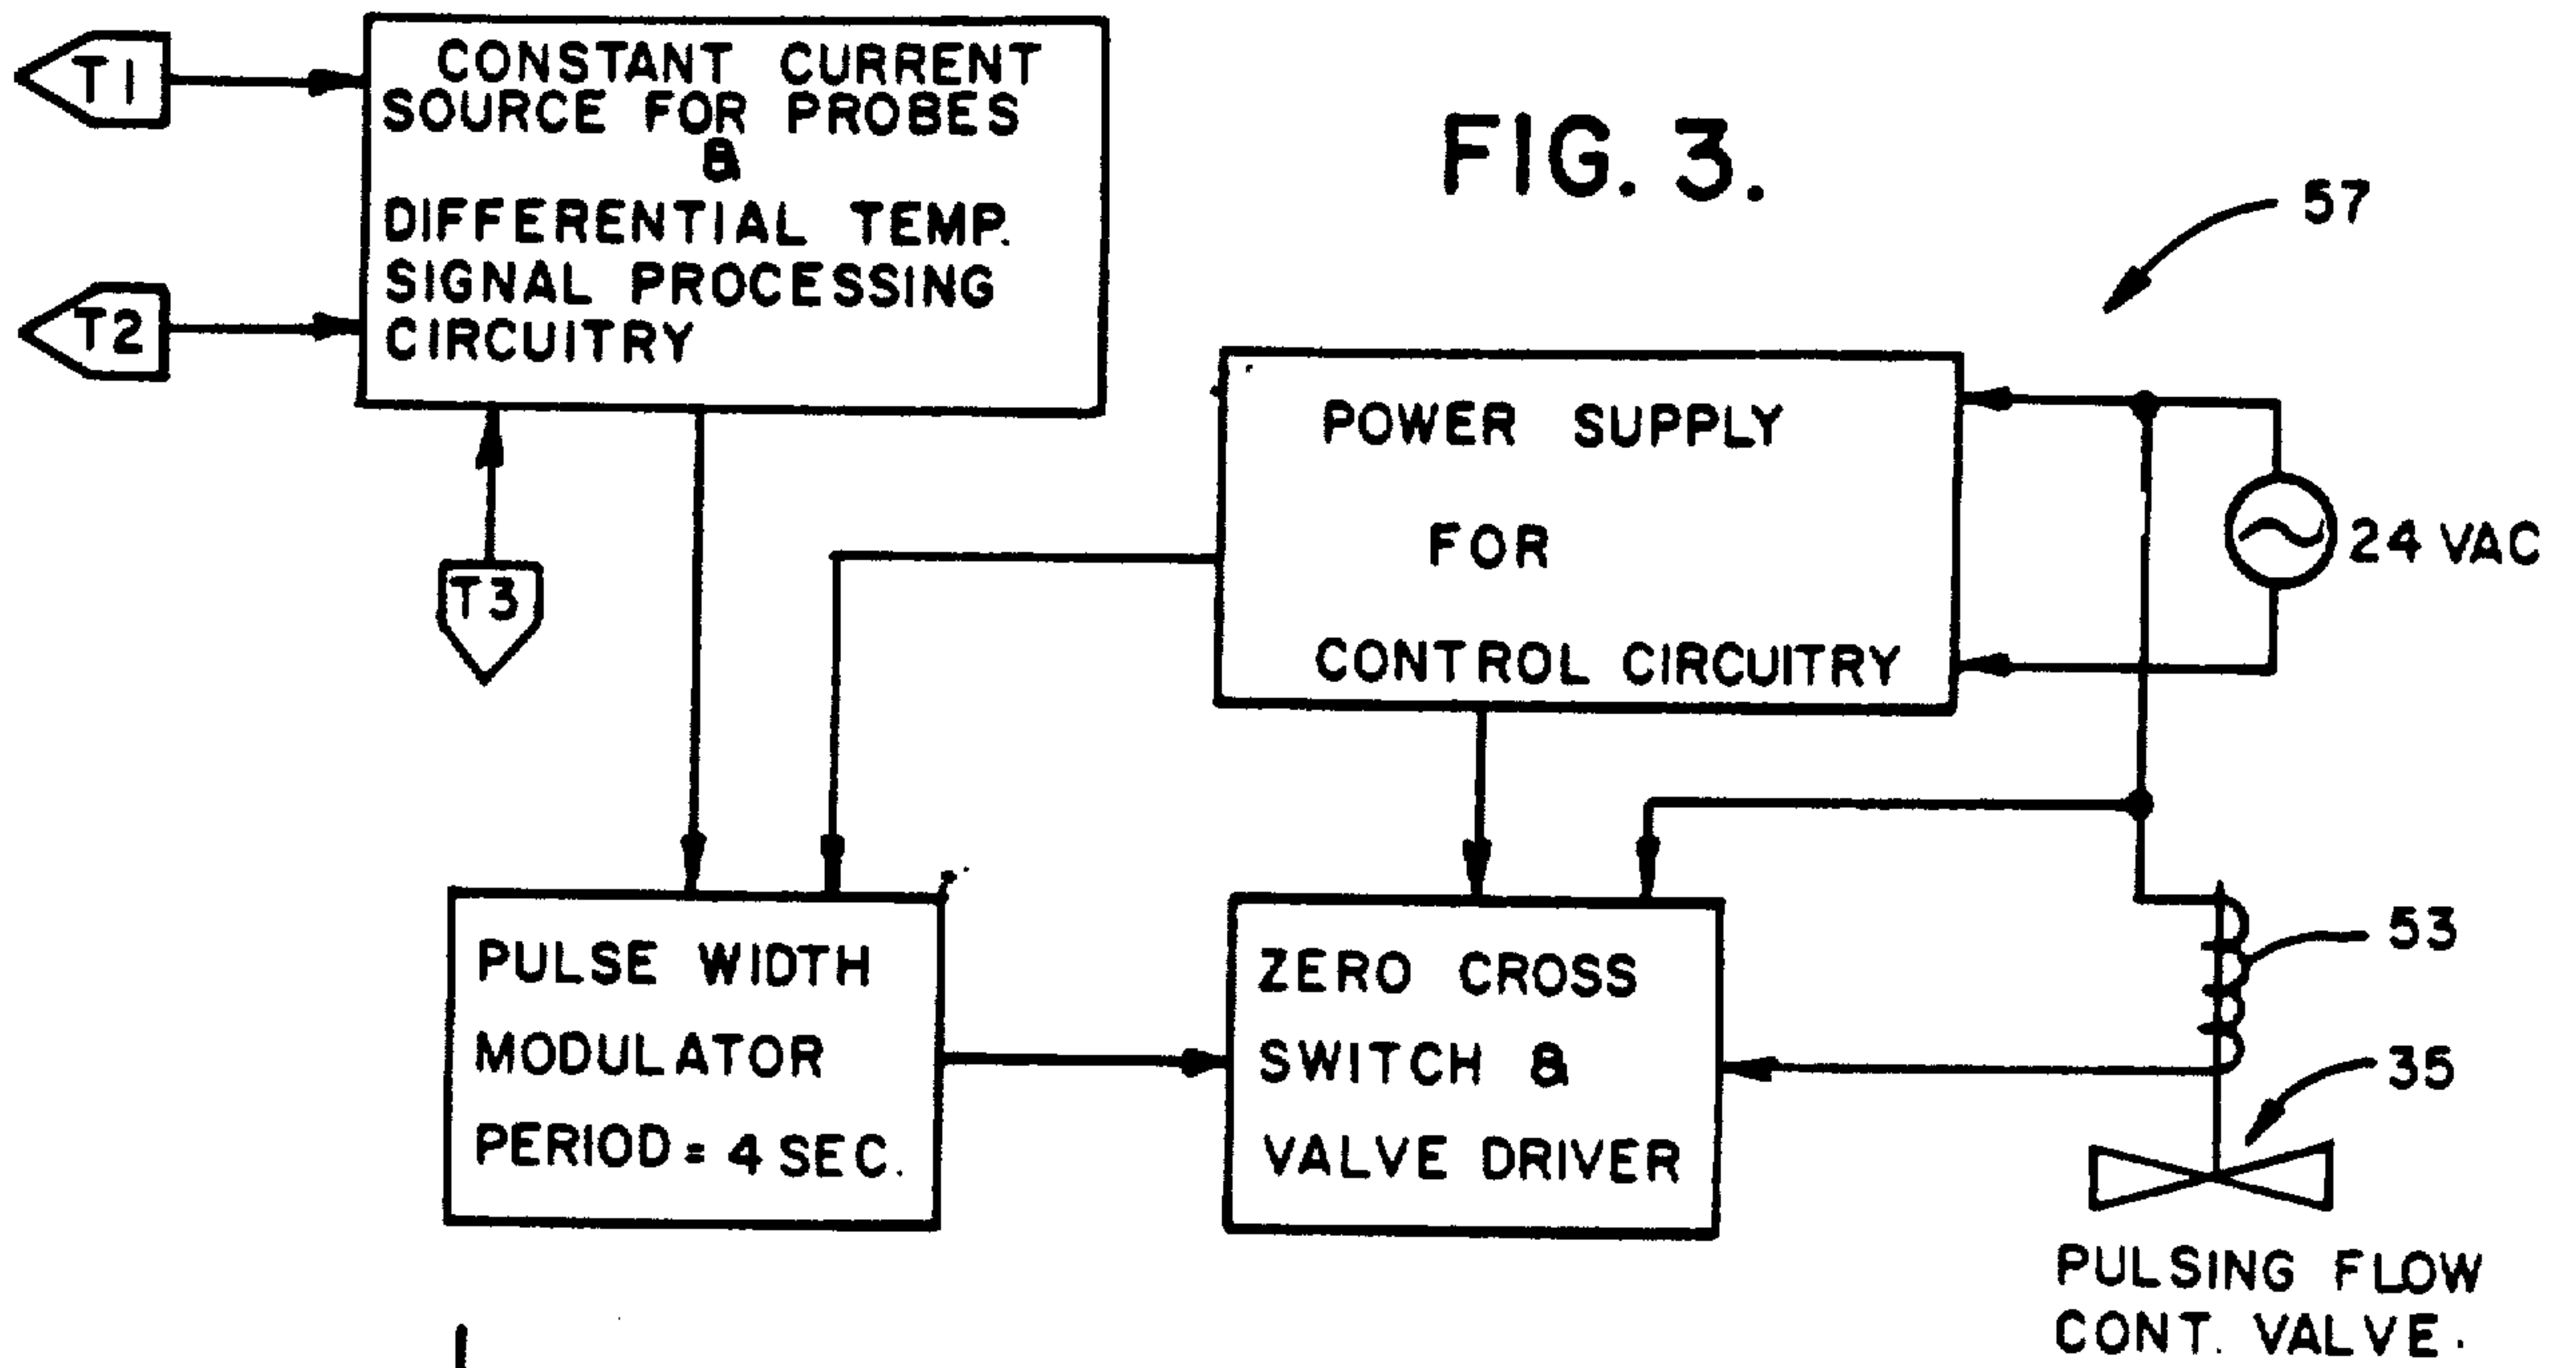 T1
CONSTANT CURRENT
SOURCE FOR PROBES
&
DIFFERENTIAL TEMP.
SIGNAL PROCESSING
CIRCUITRY
T2
T3
FIG. 3.
57
POWER SUPPLY
FOR
CONTROL CIRCUITRY
24 VAC
PULSE WIDTH
MODULATOR
PERIOD = 4 SEC.
ZERO CROSS
SWITCH &
VALVE DRIVER
53
35
PULSING FLOW
CONT. VALVE.